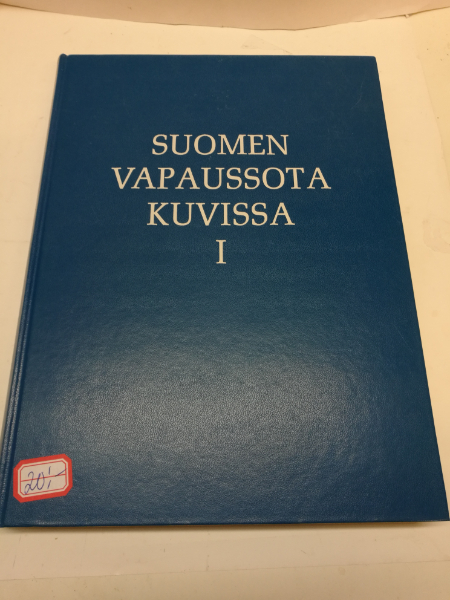 SUOMEN
VAPAUSSOTA
KUVISSA
I
20,-